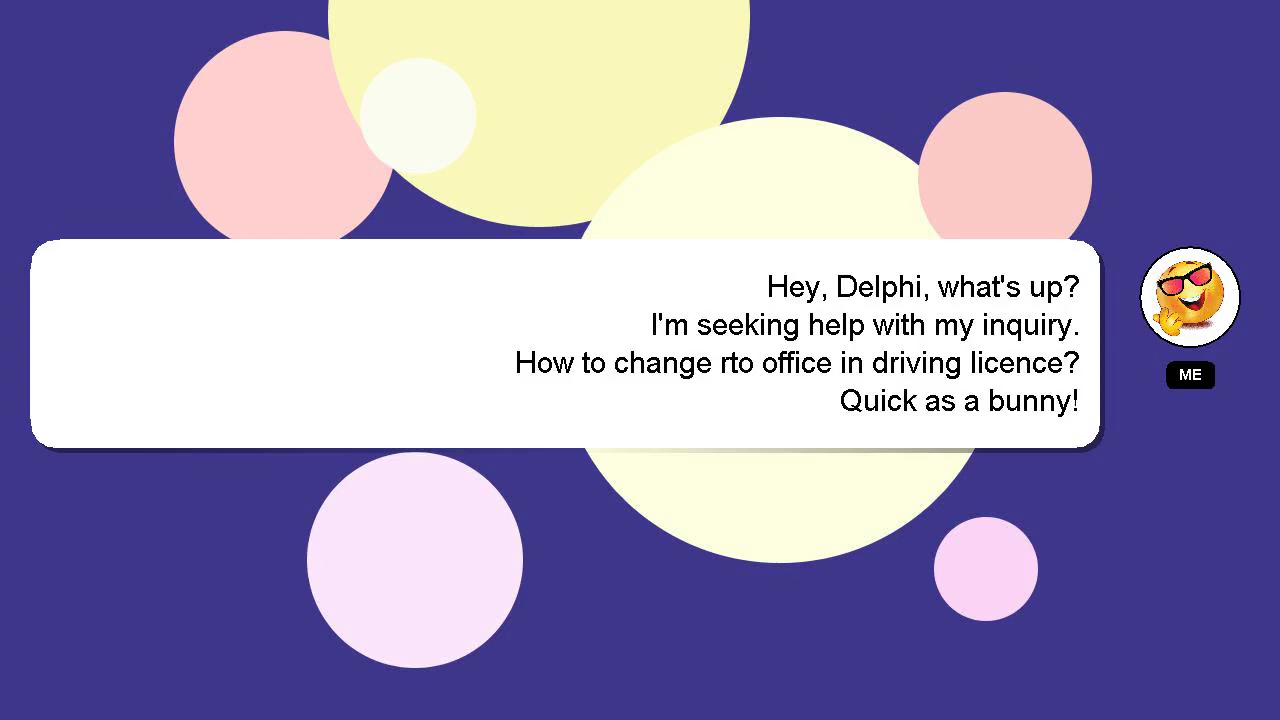 Hey, Delphi, what's up?
I'm seeking help with my inquiry.
How to change rto office in driving licence?
Quick as a bunny!
ME